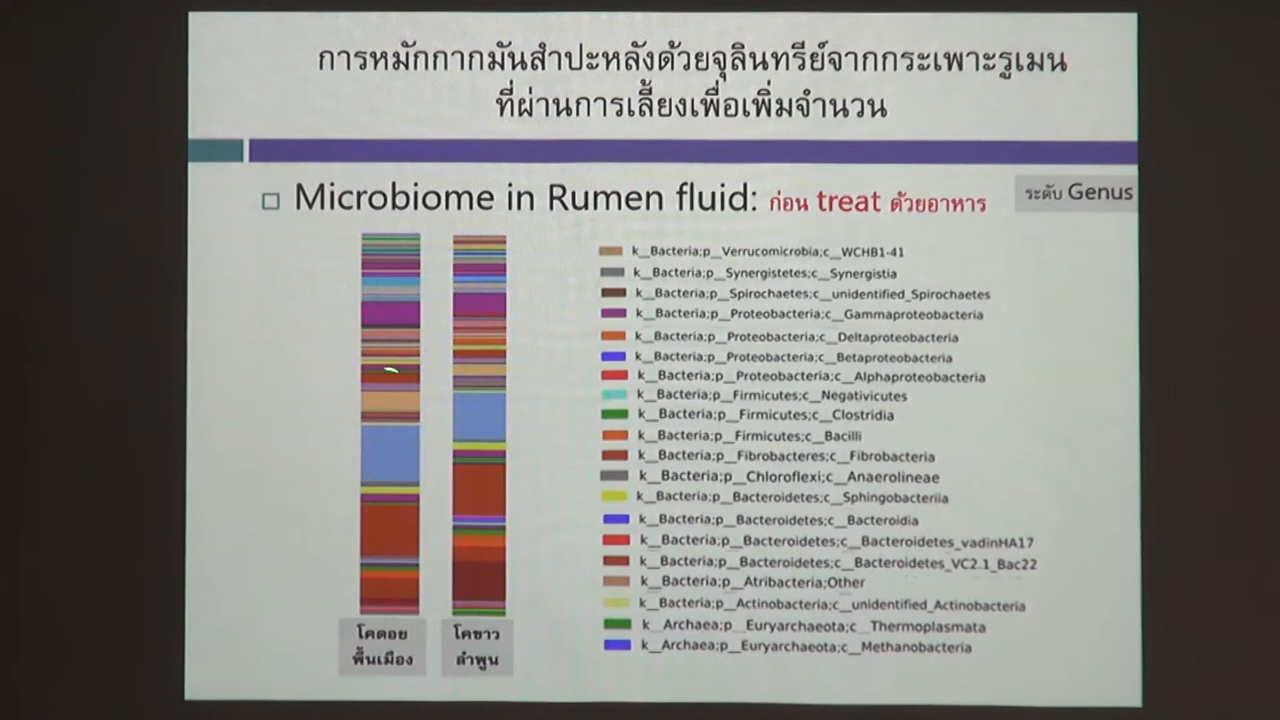 การหมักกากมันสำปะหลังด้วยจุลินทรีย์จากกระเพาะรูเมน
ที่ผ่านการเลี้ยงเพื่อเพิ่มจำนวน
Microbiome in Rumen fluid: ก่อน treat ด้วยอาหาร
ระดับ Genus
k__Bacteria;p__Verrucomicrobia;c__WCHB1-41
k__Bacteria;p__Synergistetes;c__Synergistia
k__Bacteria;p__Spirochaetes;c__unidentified_Spirochaetes
k__Bacteria;p__Proteobacteria;c__Gammaproteobacteria
k__Bacteria;p__Proteobacteria;c__Deltaproteobacteria
k__Bacteria;p__Proteobacteria;c__Betaproteobacteria
k__Bacteria;p__Proteobacteria;c__Alphaproteobacteria
k__Bacteria;p__Firmicutes;c__Negativicutes
k__Bacteria;p__Firmicutes;c__Clostridia
k__Bacteria;p__Firmicutes;c__Bacilli
k__Bacteria;p__Fibrobacteres;c__Fibrobacteria
k__Bacteria;p__Chloroflexi;c__Anaerolineae
k__Bacteria;p__Bacteroidetes;c__Sphingobacteriia
k__Bacteria;p__Bacteroidetes;c__Bacteroidia
k__Bacteria;p__Bacteroidetes;c__Bacteroidetes_vadinHA17
k__Bacteria;p__Bacteroidetes;c__Bacteroidetes_VC2.1_Bac22
k__Bacteria;p__Atribacteria;Other
k__Bacteria;p__Actinobacteria;c__unidentified_Actinobacteria
k__Archaea;p__Euryarchaeota;c__Thermoplasmata
k__Archaea;p__Euryarchaeota;c__Methanobacteria
โคดอย
พื้นเมือง
โคขาว
ลำพูน